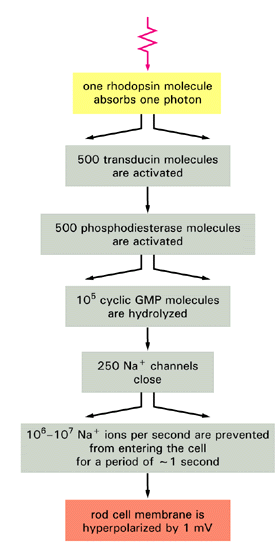 one rhodopsin molecule
absorbs one photon
500 transducin molecules
are activated
500 phosphodiesterase molecules
are activated
10⁵ cyclic GMP molecules
are hydrolyzed
250 Na⁺ channels
close
10⁶–10⁷ Na⁺ ions per second are prevented
from entering the cell
for a period of ~1 second
rod cell membrane is
hyperpolarized by 1 mV